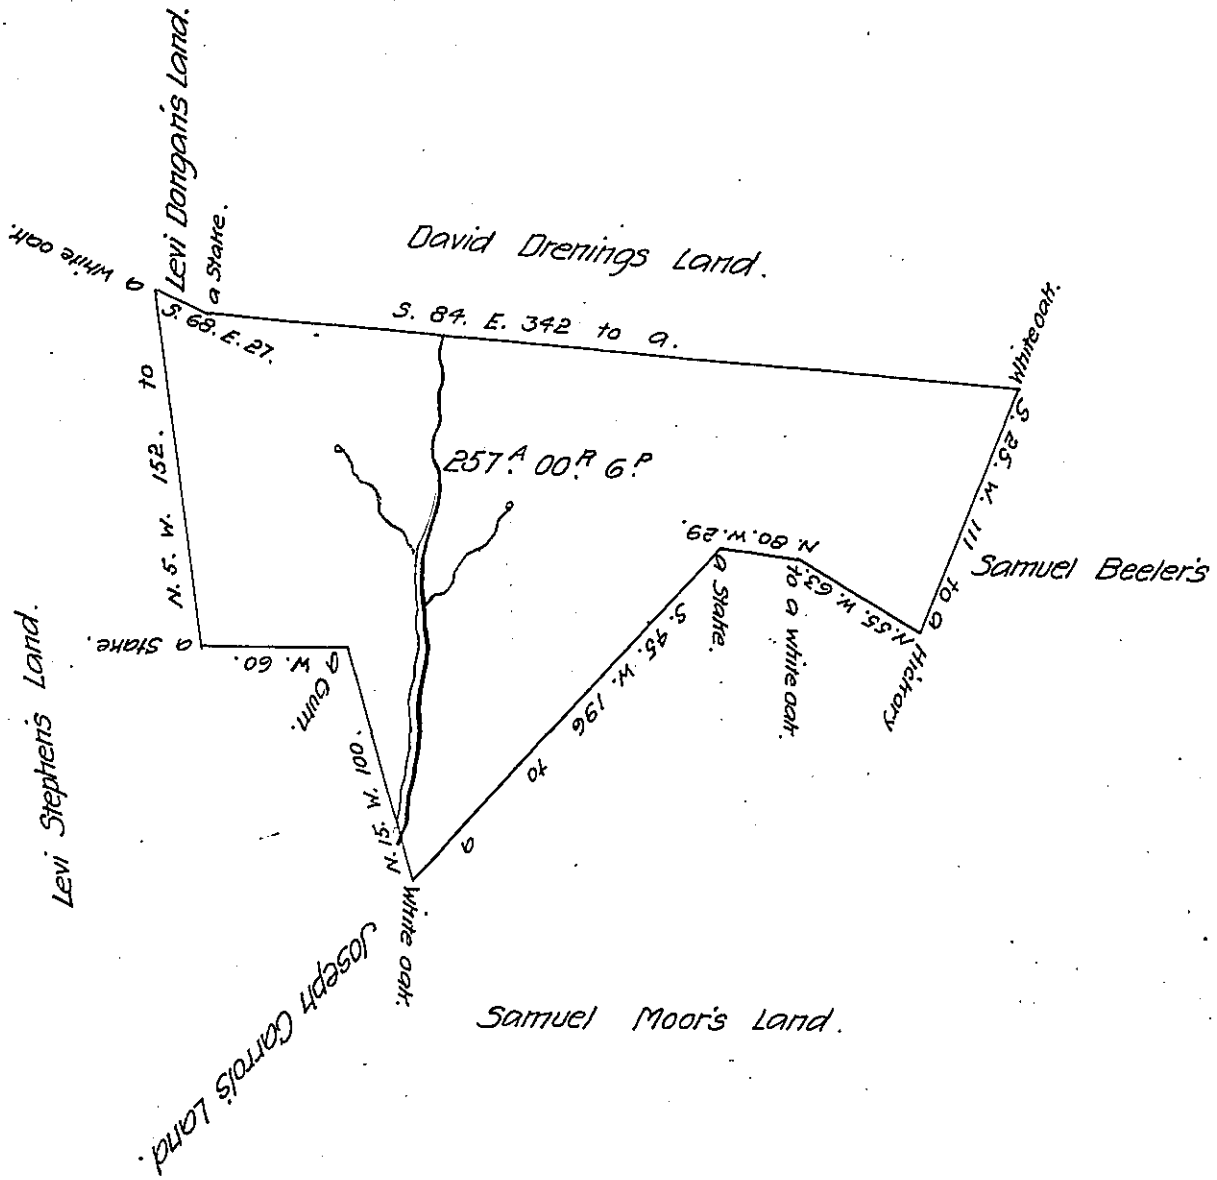 Levi Dongan's Land.
a Stake.
a white oak.
David Drenings Land.
S. 68. E. 27.
S. 84. E. 342 to a.
Whiteoak.
S. 25. W. 111 to a
Hickory
Samuel Beeler's
N. 55. W. 63.
to a white oak.
N. 80. W. 29.
a Stake.
S. 45. W. 196
to
a
White oak.
N. 15. W. 100.
a Gum.
W. 60.
a Stake.
N. 5. W. 152. to
257.A 00.R 6.P
Levi Stephen's Land.
Joseph Carrol's Land.
Samuel Moor's Land.